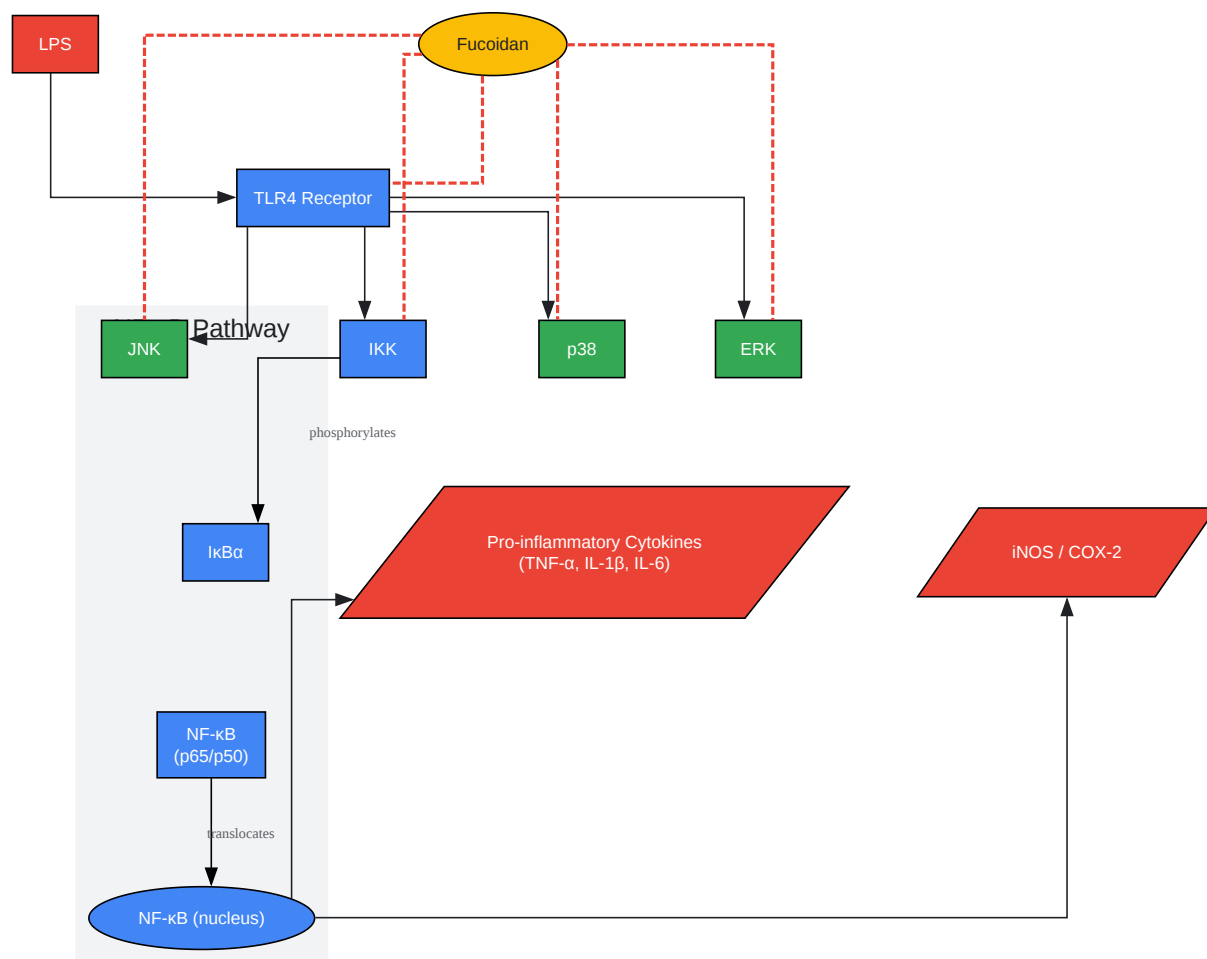 LPS
Fucoidan
TLR4 Receptor
Pathway
JNK
IKK
p38
ERK
phosphorylates
IκBα
Pro-inflammatory Cytokines
(TNF-α, IL-1β, IL-6)
iNOS / COX-2
NF-κB
(p65/p50)
translocates
NF-κB (nucleus)